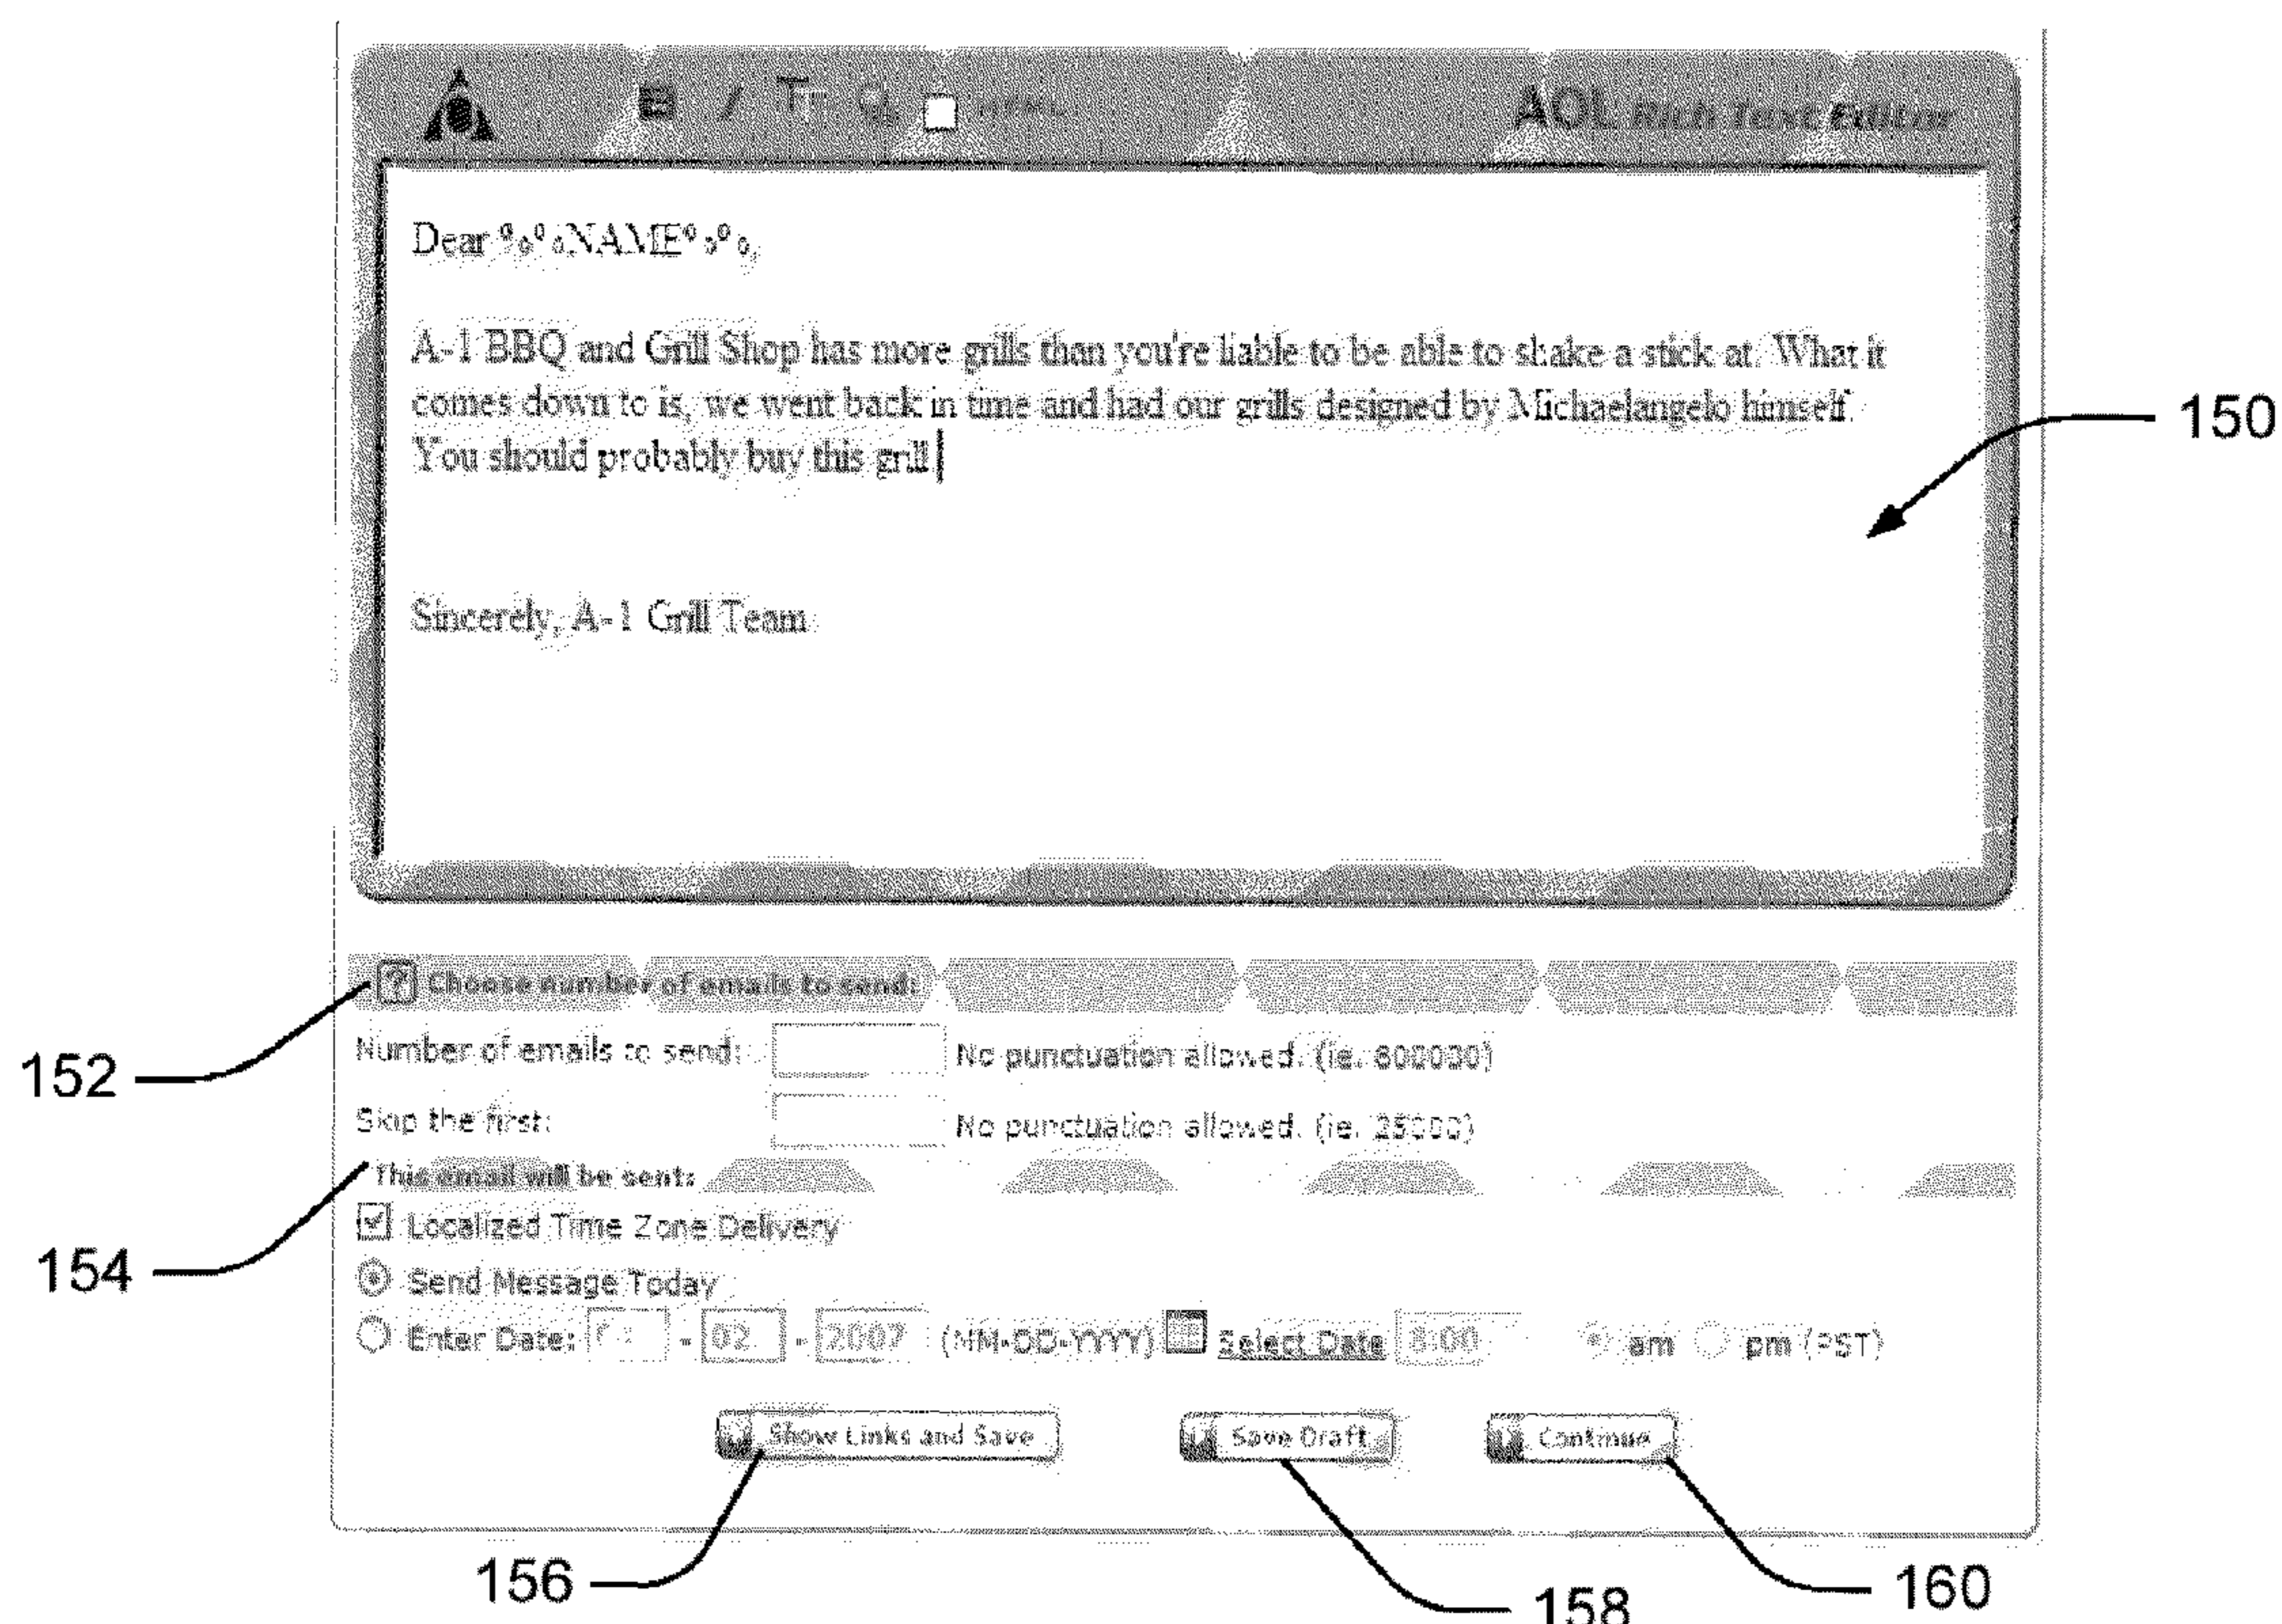 AOL Rich Text Editor
Dear %%NAME%%,
A-1 BBQ and Grill Shop has more grills than you're liable to be able to shake a stick at. What it
comes down to is, we went back in time and had our grills designed by Michaelangelo himself.
You should probably buy this grill
Sincerely, A-1 Grill Team
150
? Choose number of emails to send:
Number of emails to send: No punctuation allowed. (ie. 800000)
152
Skip the first: No punctuation allowed. (ie. 25000)
This email will be sent:
Localized Time Zone Delivery
154
Send Message Today
Enter Date: - 02 - 2007 (MM-DD-YYYY) Select Date 8:00 am pm (PST)
Show Links and Save Save Draft Continue
156 158 160